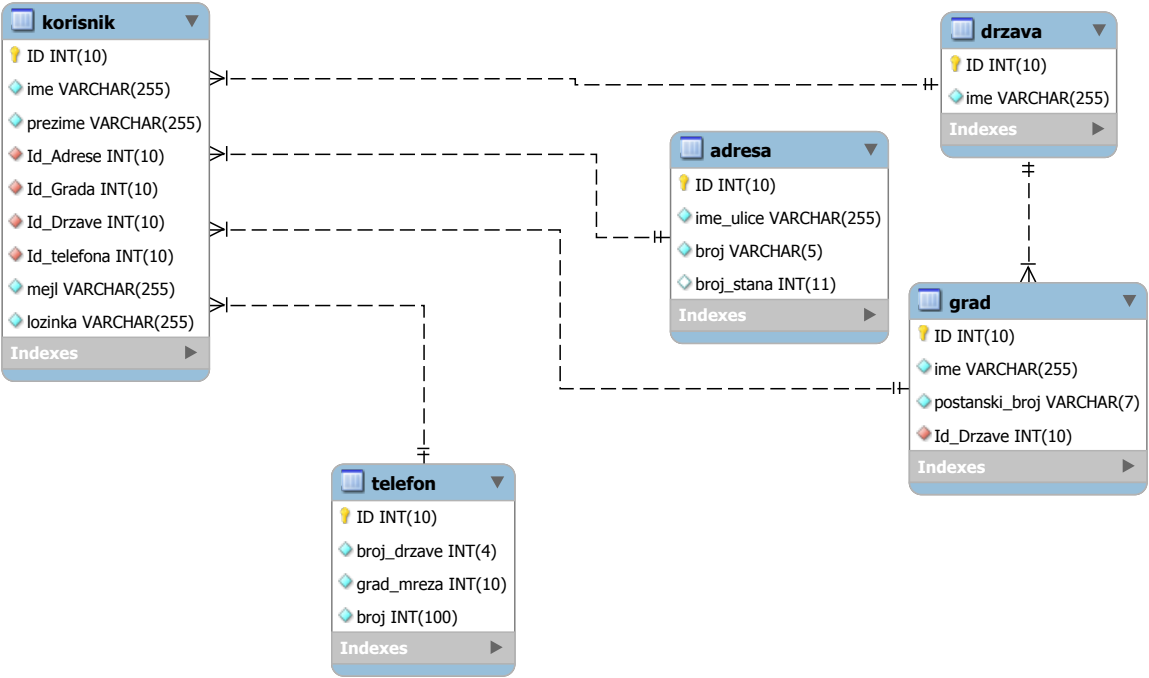 korisnik
ID INT(10)
ime VARCHAR(255)
prezime VARCHAR(255)
Id_Adrese INT(10)
Id_Grada INT(10)
Id_Drzave INT(10)
Id_telefona INT(10)
mejl VARCHAR(255)
lozinka VARCHAR(255)
Indexes
drzava
ID INT(10)
ime VARCHAR(255)
Indexes
adresa
ID INT(10)
ime_ulice VARCHAR(255)
broj VARCHAR(5)
broj_stana INT(11)
Indexes
grad
ID INT(10)
ime VARCHAR(255)
postanski_broj VARCHAR(7)
Id_Drzave INT(10)
Indexes
telefon
ID INT(10)
broj_drzave INT(4)
grad_mreza INT(10)
broj INT(100)
Indexes